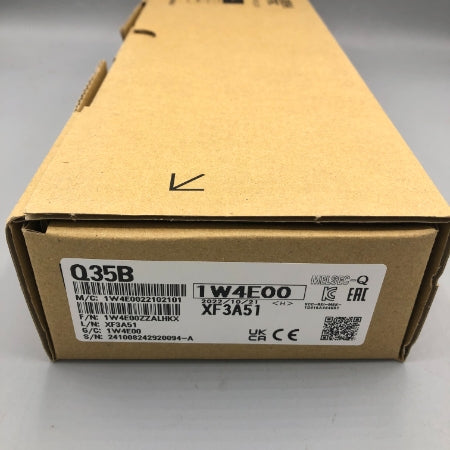 Q35B
M/C: 1W4E0022102101
F/N: 1W4E00ZZALHKX
L/N: XF3A51
G/C: 1W4E00
S/N: 241008242920094-A
1W4E00
2022/10/21 <H>
XF3A51
MELSEC-Q
EAC
UK
CA
CE